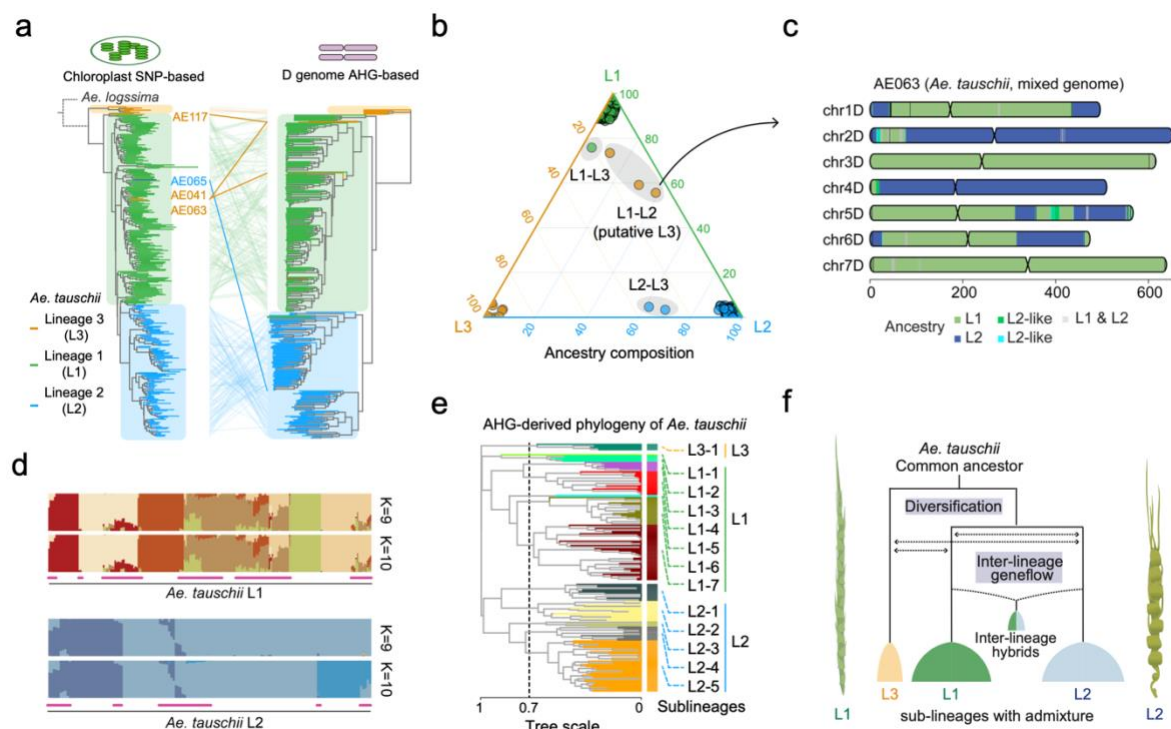 a
Chloroplast SNP-based
D genome AHG-based
Ae. logssima
AE117
AE065
AE041
AE063
Ae. tauschii
Lineage 3
(L3)
Lineage 1
(L1)
Lineage 2
(L2)
b
L1
100
80
60
40
20
20
40
60
80
100
L3
20
40
60
80
100
L2
L1-L3
L1-L2
(putative L3)
L2-L3
Ancestry composition
c
AE063 (Ae. tauschii, mixed genome)
chr1D
chr2D
chr3D
chr4D
chr5D
chr6D
chr7D
0 200 400 600
Ancestry
L1 L2-like L1 & L2
L2 L2-like
d
K=9
K=10
Ae. tauschii L1
K=9
K=10
Ae. tauschii L2
e
AHG-derived phylogeny of Ae. tauschii
L3-1 L3
L1-1
L1-2
L1-3
L1-4
L1-5
L1-6
L1-7
L1
L2-1
L2-2
L2-3
L2-4
L2-5
L2
1 0.7 0 Sublineages
Tree scale
f
Ae. tauschii
Common ancestor
Diversification
Inter-lineage
geneflow
Inter-lineage
hybrids
L3 L1 L2
L1 sub-lineages with admixture L2